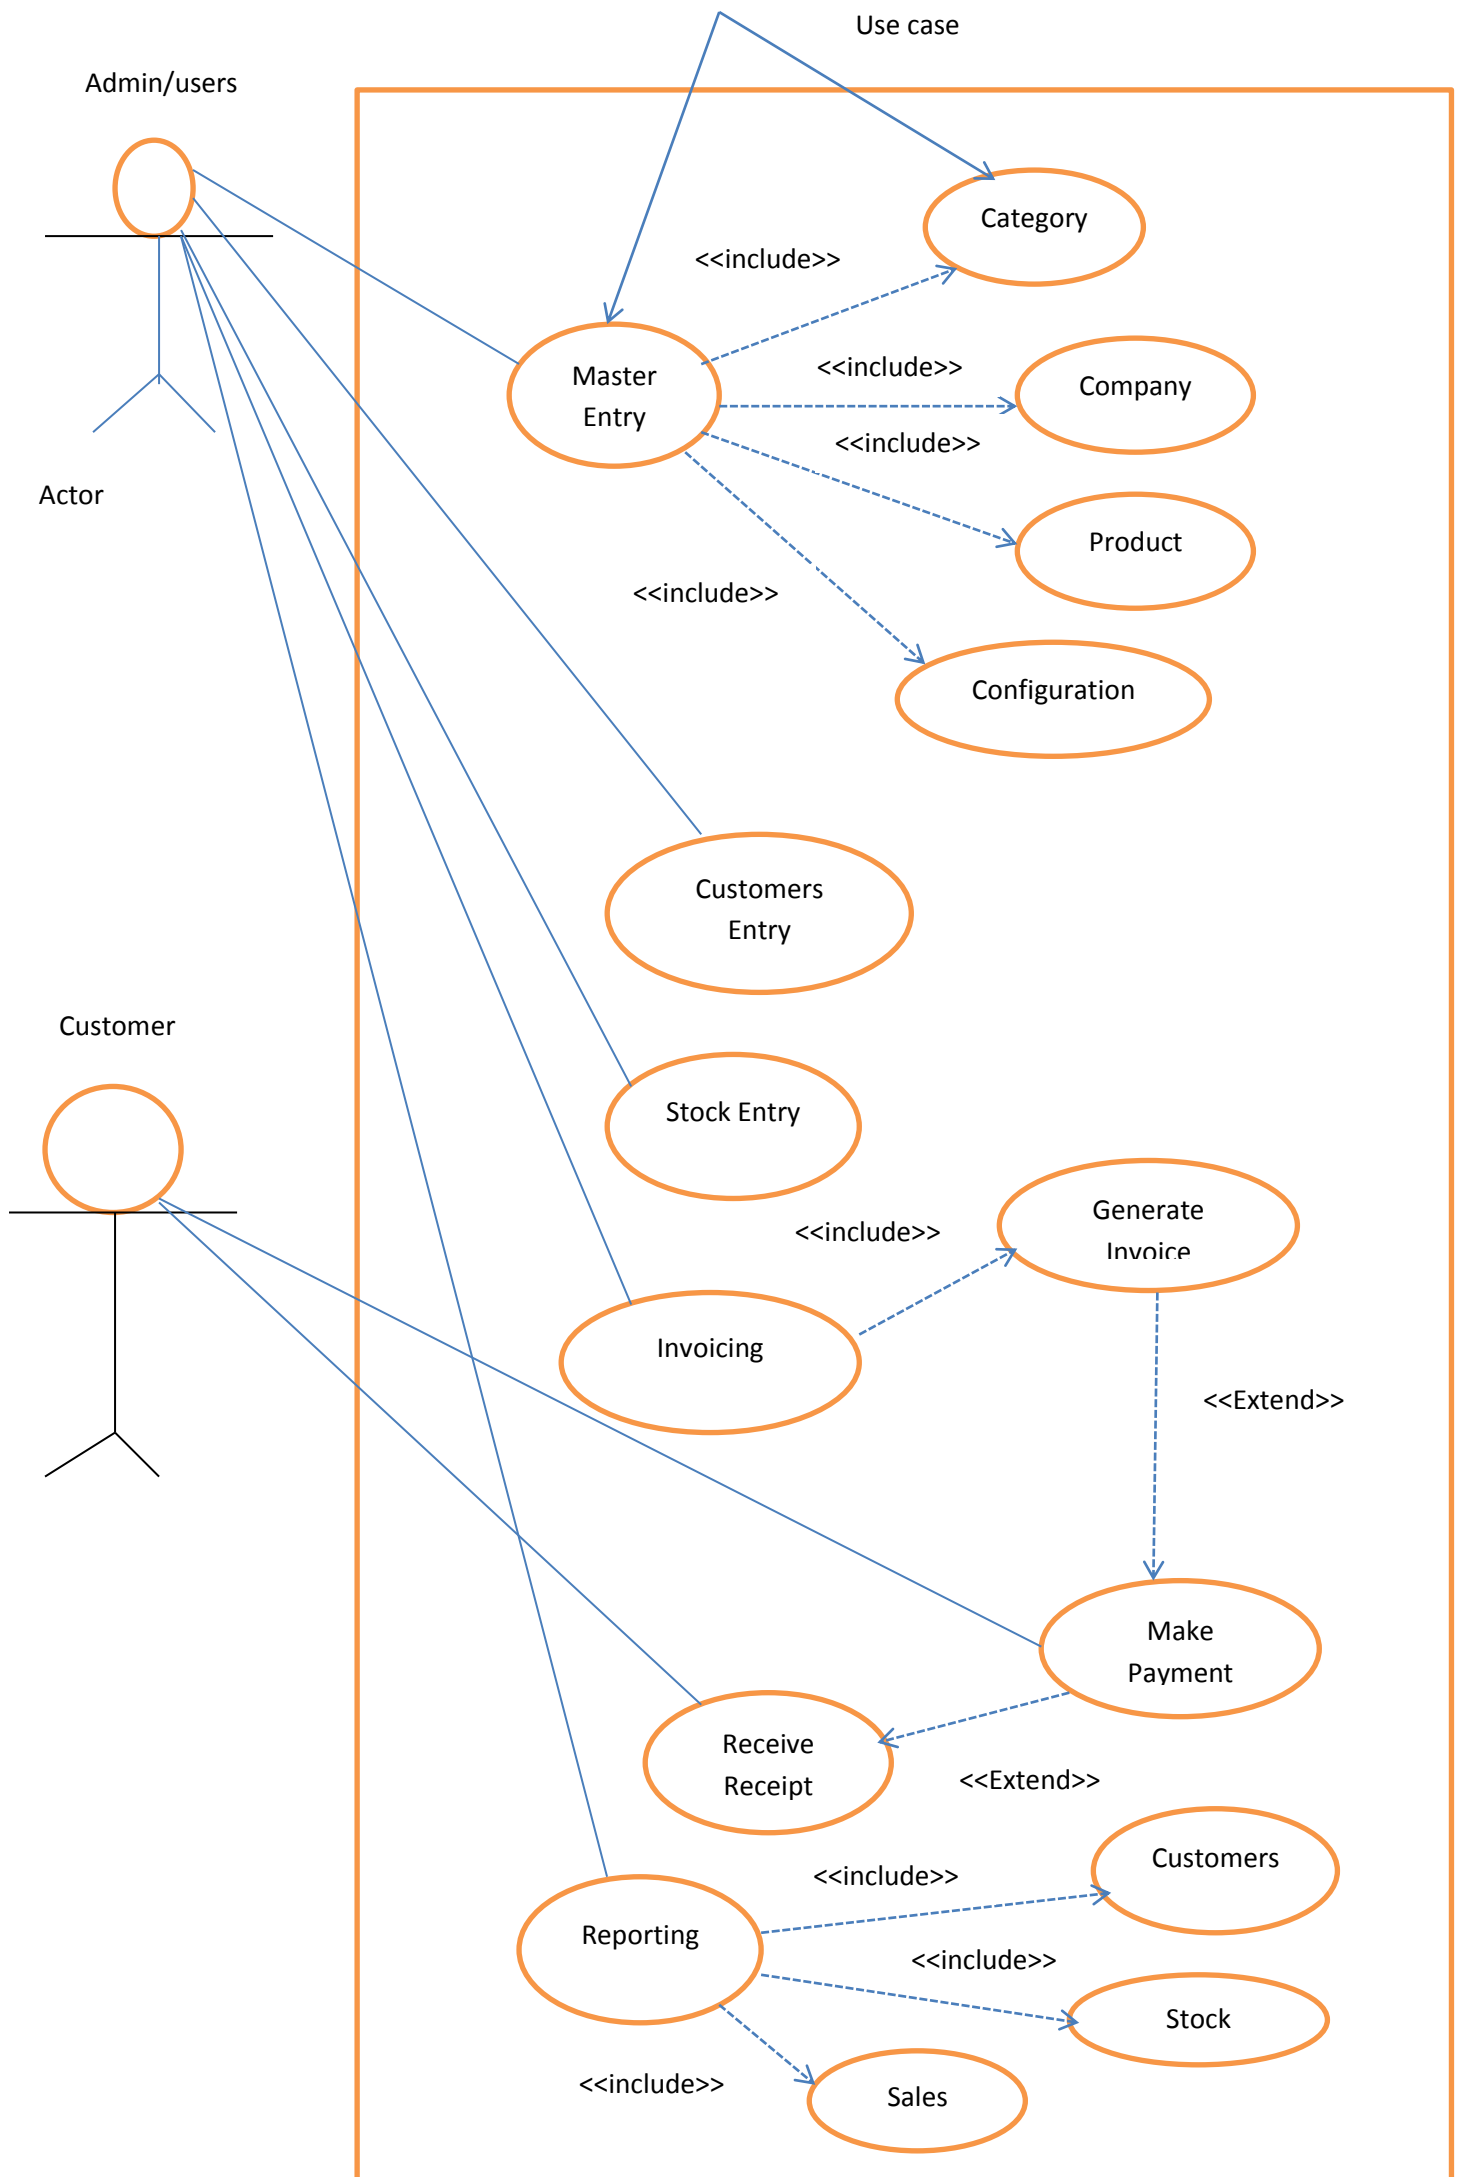 Use case
Admin/users
Category
<<include>>
Master
Entry
<<include>>
Company
<<include>>
Actor
Product
<<include>>
Configuration
Customers
Entry
Customer
Stock Entry
Generate
Invoice
<<include>>
Invoicing
<<Extend>>
Make
Payment
Receive
Receipt
<<Extend>>
Customers
<<include>>
Reporting
<<include>>
Stock
<<include>>
Sales